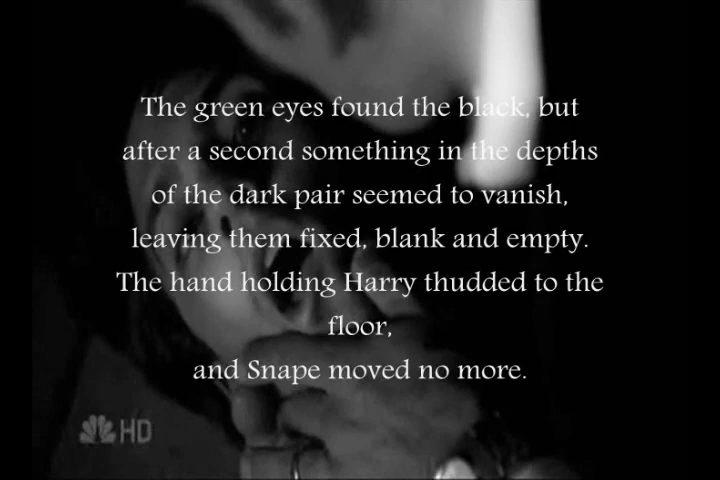 The green eyes found the black, but
after a second something in the depths
of the dark pair seemed to vanish,
leaving them fixed, blank and empty.
The hand holding Harry thudded to the
floor,
and Snape moved no more.
HD